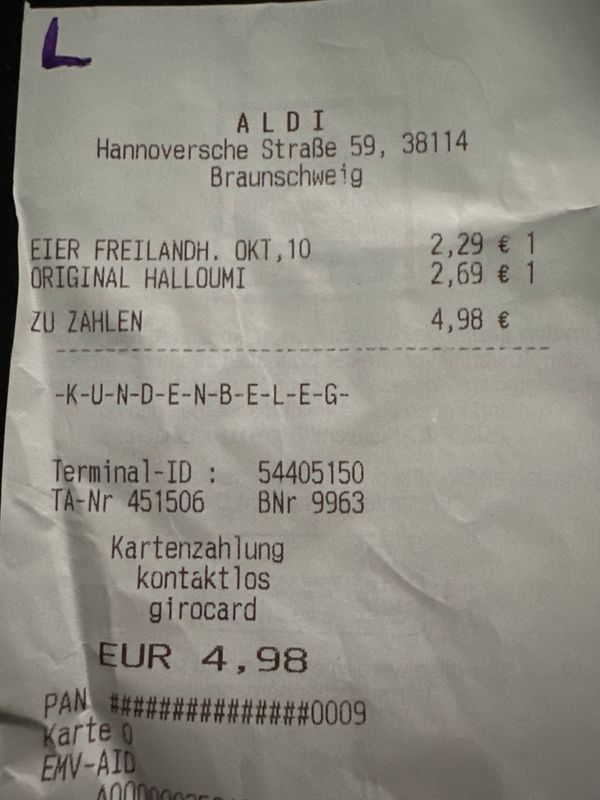 L
A L D I
Hannoversche Straße 59, 38114
Braunschweig
EIER FREILANDH. OKT,10 2,29 € 1
ORIGINAL HALLOUMI 2,69 € 1
ZU ZAHLEN 4,98 €
-K-U-N-D-E-N-B-E-L-E-G-
Terminal-ID : 54405150
TA-Nr 451506 BNr 9963
Kartenzahlung
kontaktlos
girocard
EUR 4,98
PAN ##############0009
Karte 0
EMV-AID